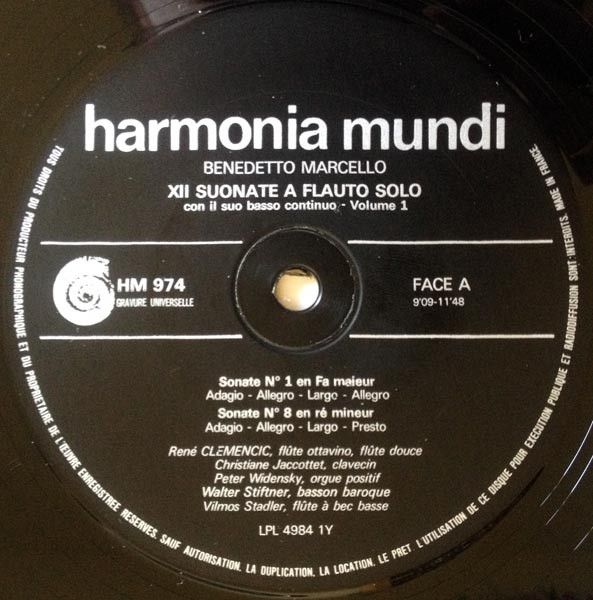 harmonia mundi
BENEDETTO MARCELLO
XII SUONATE A FLAUTO SOLO
con il suo basso continuo - Volume 1
HM 974
GRAVURE UNIVERSELLE
FACE A
9'09-11'48
Sonate N° 1 en Fa majeur
Adagio - Allegro - Largo - Allegro
Sonate N° 8 en ré mineur
Adagio - Allegro - Largo - Presto
René CLEMENCIC, flûte ottavino, flûte douce
Christiane Jaccottet, clavecin
Peter Widensky, orgue positif
Walter Stiftner, basson baroque
Vilmos Stadler, flûte à bec basse
LPL 4984 1Y
TOUS DROITS DU PRODUCTEUR PHONOGRAPHIQUE ET DU PROPRIETAIRE DE L'ŒUVRE ENREGISTREE RESERVES. SAUF AUTORISATION. LA DUPLICATION. LA LOCATION. LE PRET. L'UTILISATION DE CE DISQUE POUR EXECUTION PUBLIQUE ET RADIODIFFUSION SONT INTERDITS. MADE IN FRANCE.